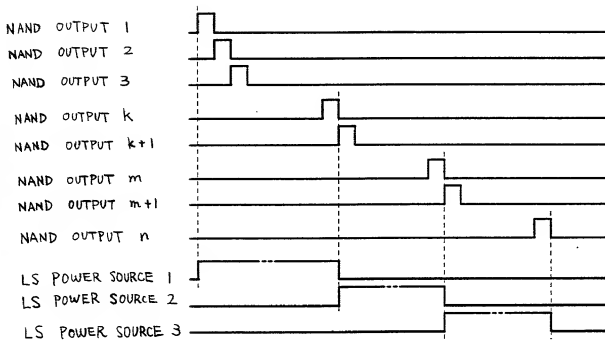 NAND OUTPUT 1
NAND OUTPUT 2
NAND OUTPUT 3
NAND OUTPUT k
NAND OUTPUT k+1
NAND OUTPUT m
NAND OUTPUT m+1
NAND OUTPUT n
LS POWER SOURCE 1
LS POWER SOURCE 2
LS POWER SOURCE 3